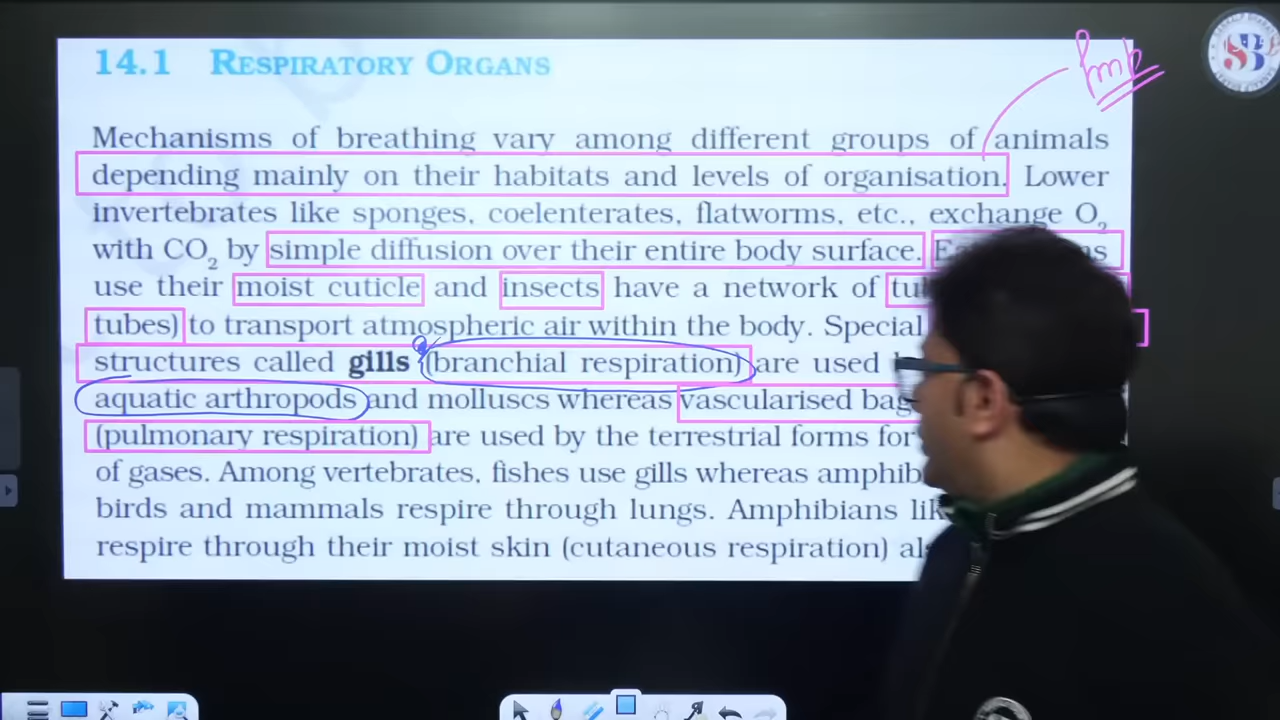 14.1 RESPIRATORY ORGANS
Imp
SB
Mechanisms of breathing vary among different groups of animals
depending mainly on their habitats and levels of organisation. Lower
invertebrates like sponges, coelenterates, flatworms, etc., exchange O₂
with CO₂ by simple diffusion over their entire body surface.
use their moist cuticle and insects have a network of
tubes) to transport atmospheric air within the body. Special
structures called gills (branchial respiration) are used
aquatic arthropods and molluscs whereas vascularised
(pulmonary respiration) are used by the terrestrial forms for
of gases. Among vertebrates, fishes use gills whereas
birds and mammals respire through lungs. Amphibians
respire through their moist skin (cutaneous respiration)